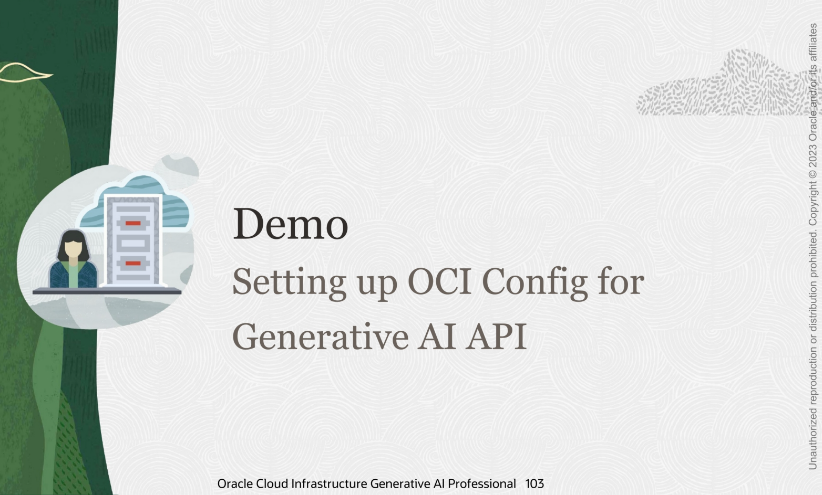 Demo
Setting up OCI Config for
Generative AI API
Oracle Cloud Infrastructure Generative AI Professional 103
Unauthorized reproduction or distribution prohibited. Copyright © 2023 Oracle and/or its affiliates